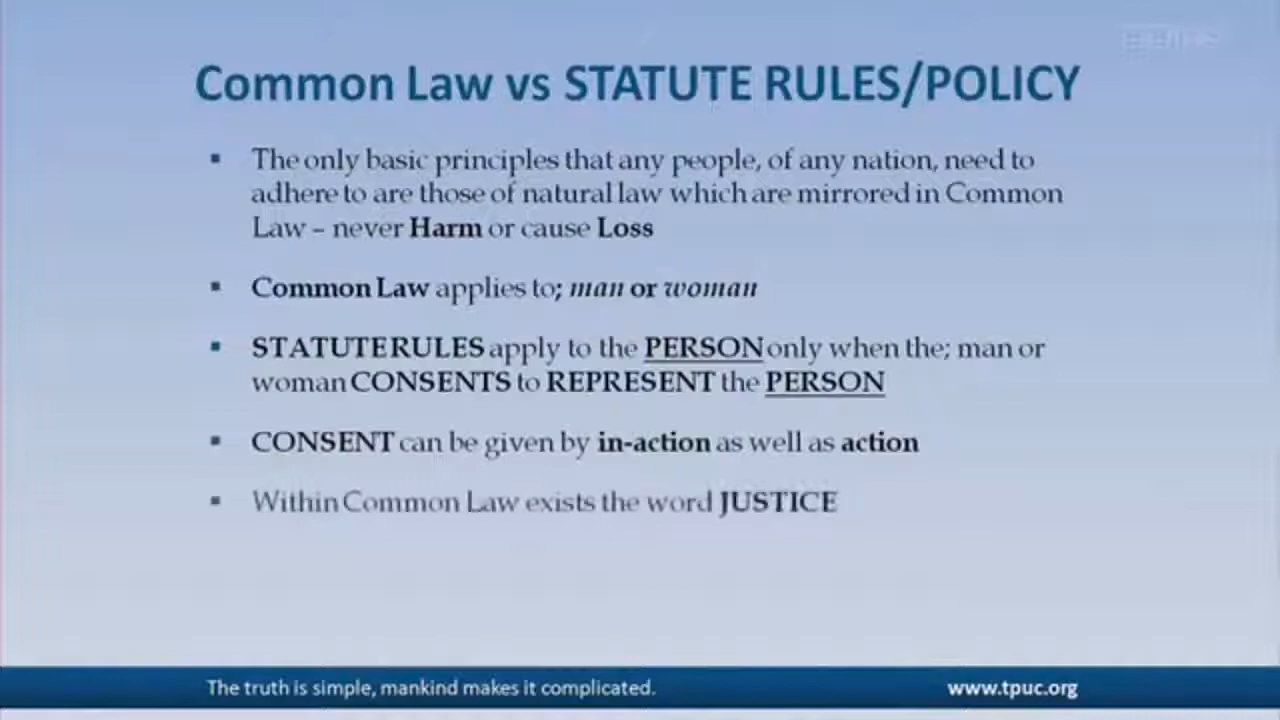 Common Law vs STATUTE RULES/POLICY
▪ The only basic principles that any people, of any nation, need to
adhere to are those of natural law which are mirrored in Common
Law – never Harm or cause Loss
▪ Common Law applies to; man or woman
▪ STATUTE RULES apply to the PERSON only when the; man or
woman CONSENTS to REPRESENT the PERSON
▪ CONSENT can be given by in-action as well as action
▪ Within Common Law exists the word JUSTICE
The truth is simple, mankind makes it complicated.
www.tpuc.org